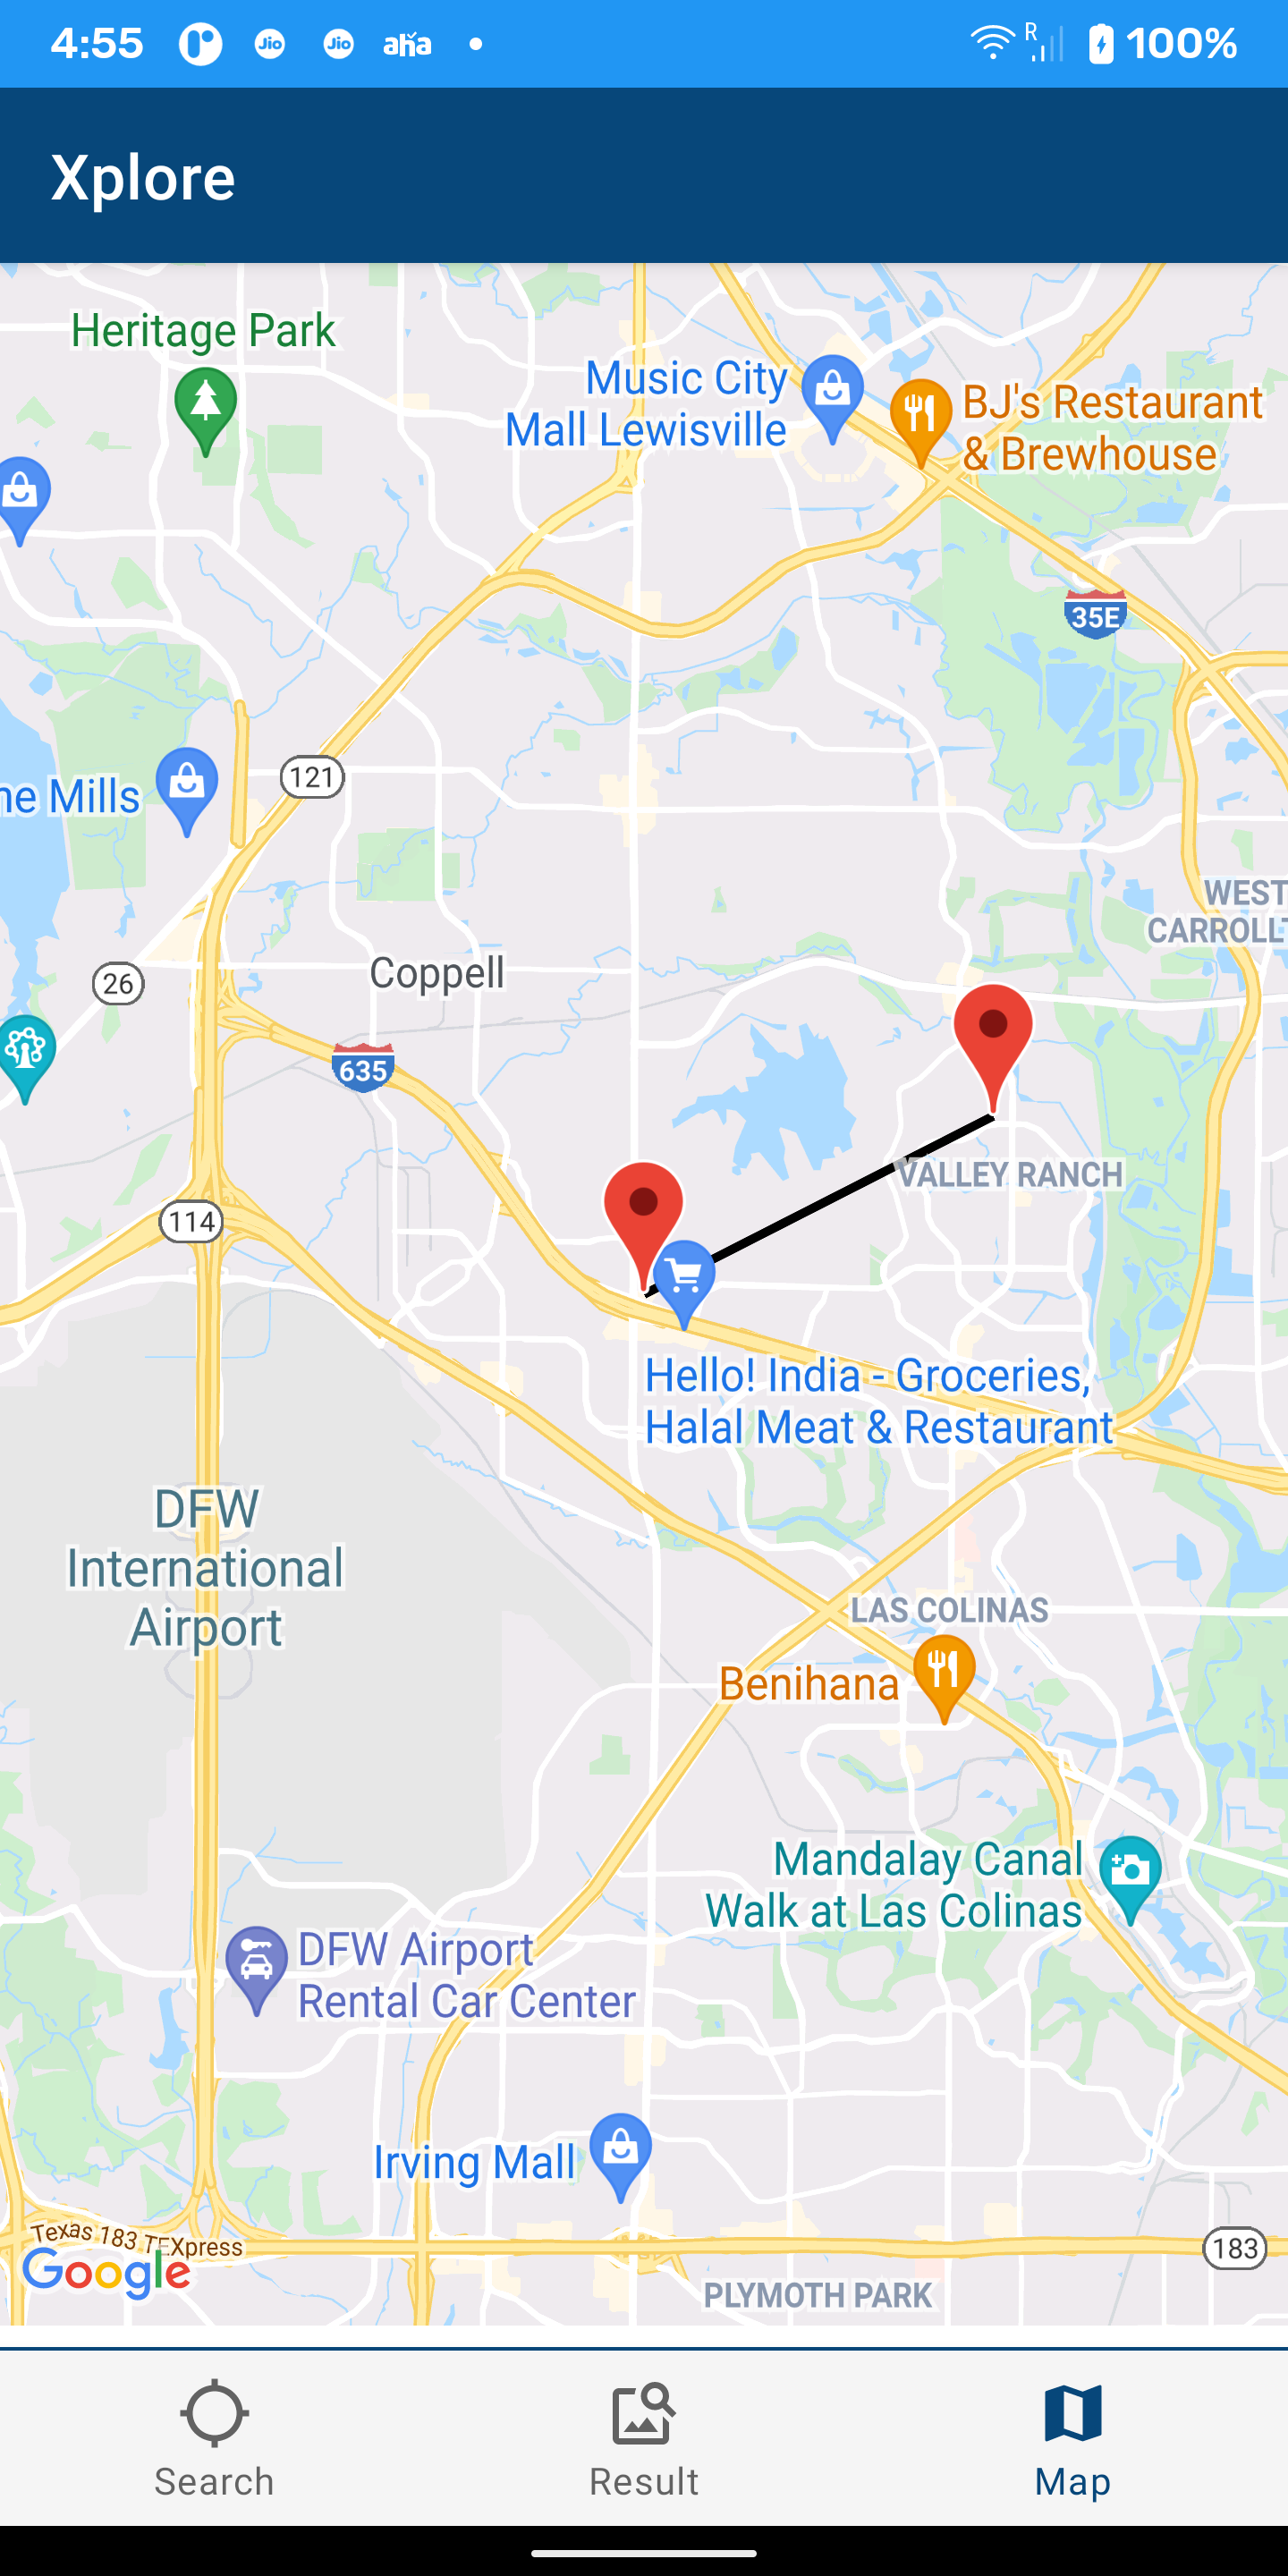 4:55 Jio Jio aha R 100%
Xplore
Heritage Park
Music City
Mall Lewisville
BJ's Restaurant
& Brewhouse
35E
121
ne Mills
WEST
CARROLLT
26
Coppell
635
VALLEY RANCH
114
Hello! India - Groceries,
Halal Meat & Restaurant
DFW
International
Airport
LAS COLINAS
Benihana
Mandalay Canal
Walk at Las Colinas
DFW Airport
Rental Car Center
Irving Mall
Texas 183 TEXpress
Google
183
PLYMOTH PARK
Search
Result
Map